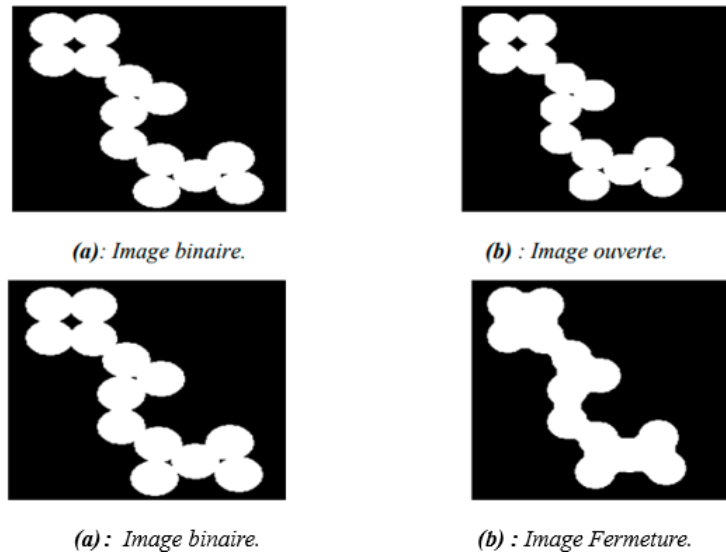 (a): Image binaire.
(b) : Image ouverte.
(a) : Image binaire.
(b) : Image Fermeture.